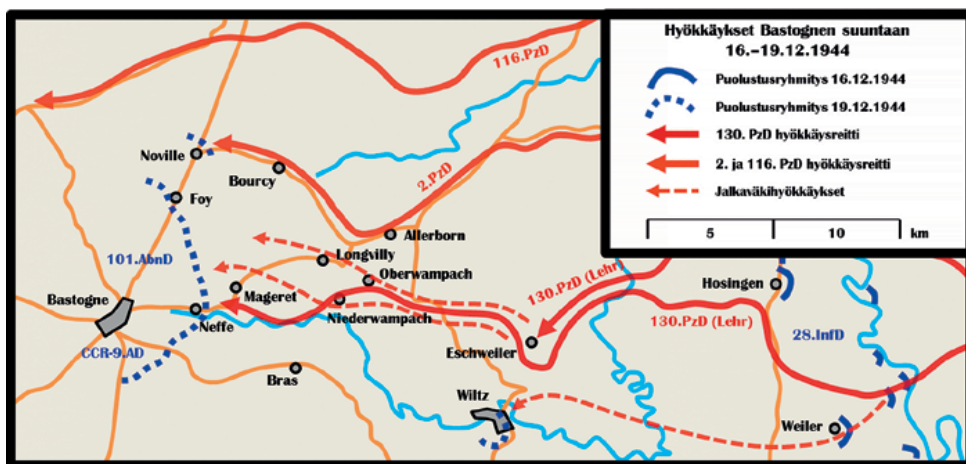 Hyökkäykset Bastognen suuntaan
16.–19.12.1944
Puolustusryhmitys 16.12.1944
Puolustusryhmitys 19.12.1944
130. PzD hyökkäysreitti
2. ja 116. PzD hyökkäysreitti
Jalkaväkihyökkäykset
5 10 km
116.PzD
Noville
Bourcy
2.PzD
Foy
Allerborn
101.AbnD
Longvilly
Oberwampach
130.PzD (Lehr)
Hosingen
Bastogne
Mageret
Neffe
Niederwampach
130.PzD (Lehr)
28.InfD
CCR-9.AD
Eschweiler
Bras
Wiltz
Weiler